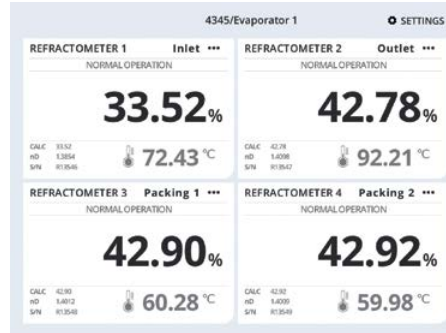 4345/Evaporator 1
SETTINGS
REFRACTOMETER 1 Inlet •••
NORMAL OPERATION
33.52%
CALC 33.52
nD 1.3854
S/N R13546
72.43 °C
REFRACTOMETER 2 Outlet •••
NORMAL OPERATION
42.78%
CALC 42.78
nD 1.4098
S/N R13547
92.21 °C
REFRACTOMETER 3 Packing 1 •••
NORMAL OPERATION
42.90%
CALC 42.90
nD 1.4012
S/N R13548
60.28 °C
REFRACTOMETER 4 Packing 2 •••
NORMAL OPERATION
42.92%
CALC 42.92
nD 1.4009
S/N R13549
59.98 °C